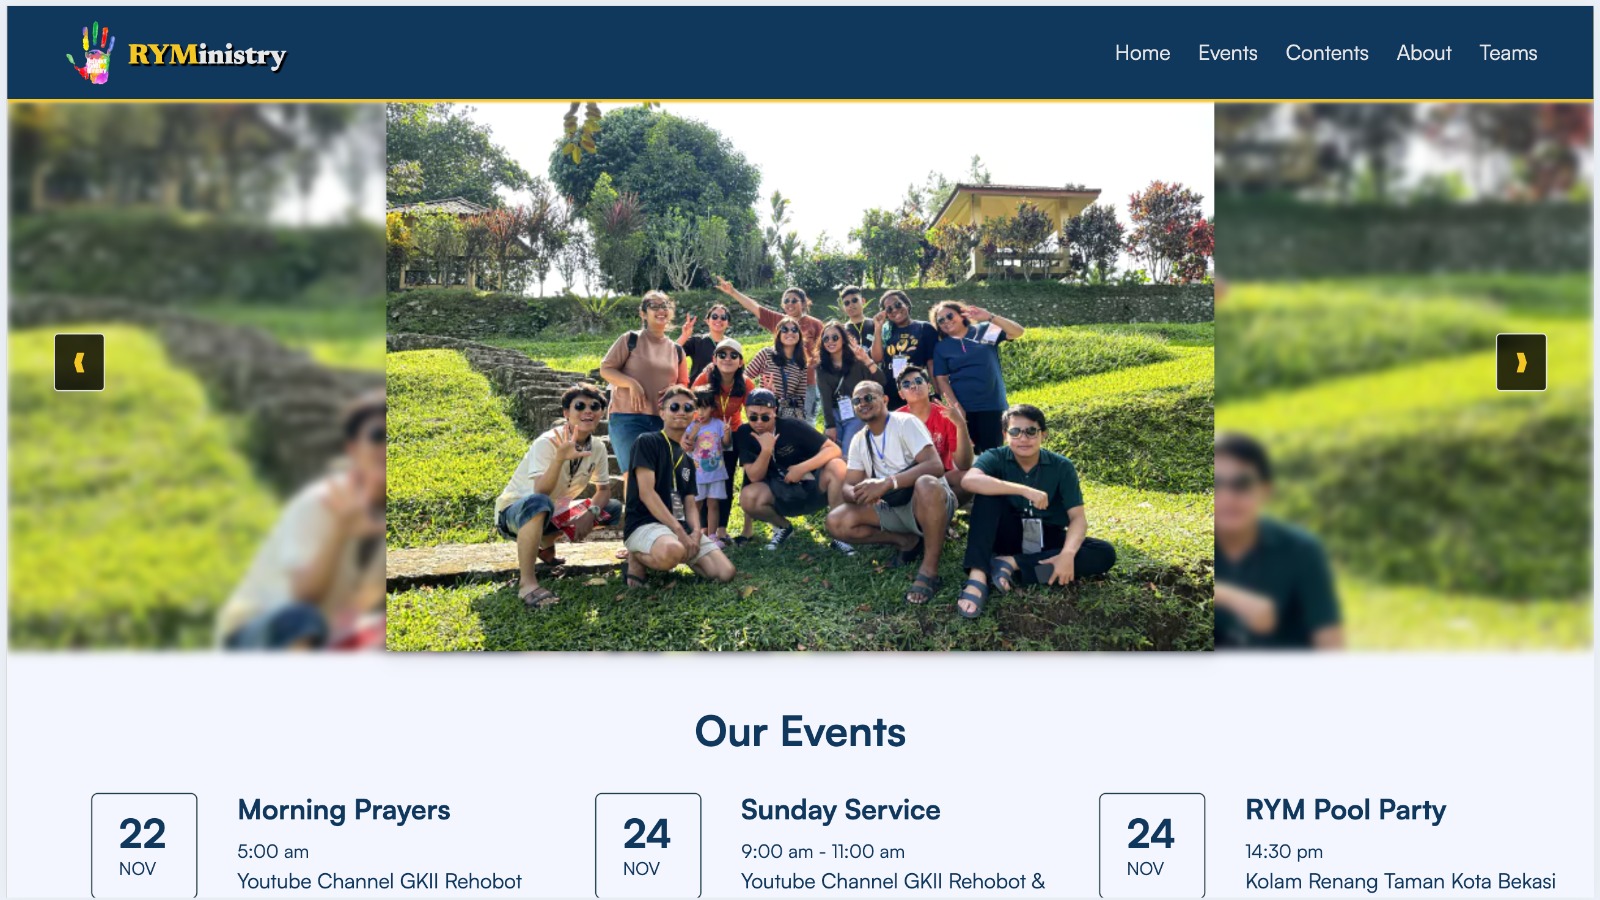 RYMinistry
Home Events Contents About Teams
Our Events
22
NOV
Morning Prayers
5:00 am
Youtube Channel GKII Rehobot
24
NOV
Sunday Service
9:00 am - 11:00 am
Youtube Channel GKII Rehobot &
24
NOV
RYM Pool Party
14:30 pm
Kolam Renang Taman Kota Bekasi